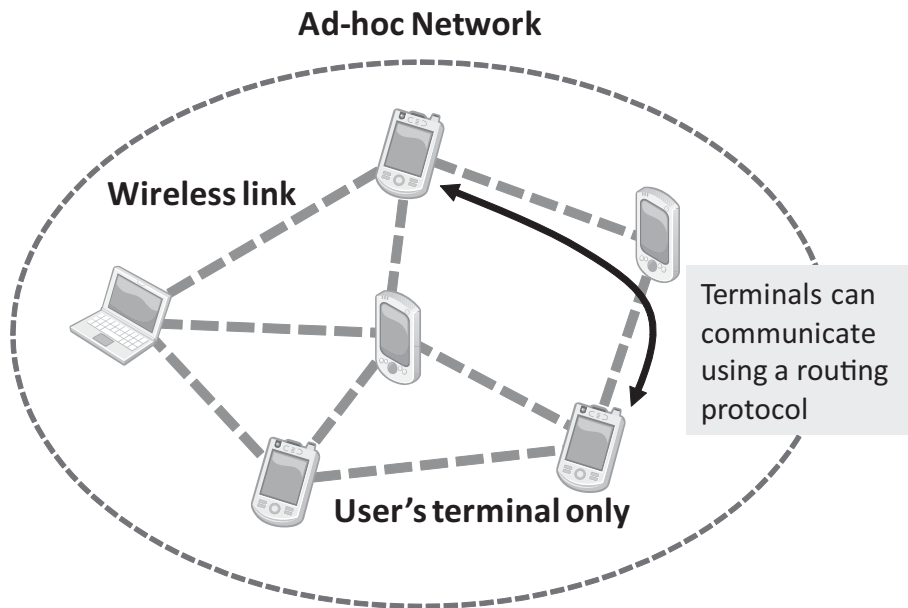 Ad-hoc Network
Wireless link
Terminals can
communicate
using a routing
protocol
User’s terminal only